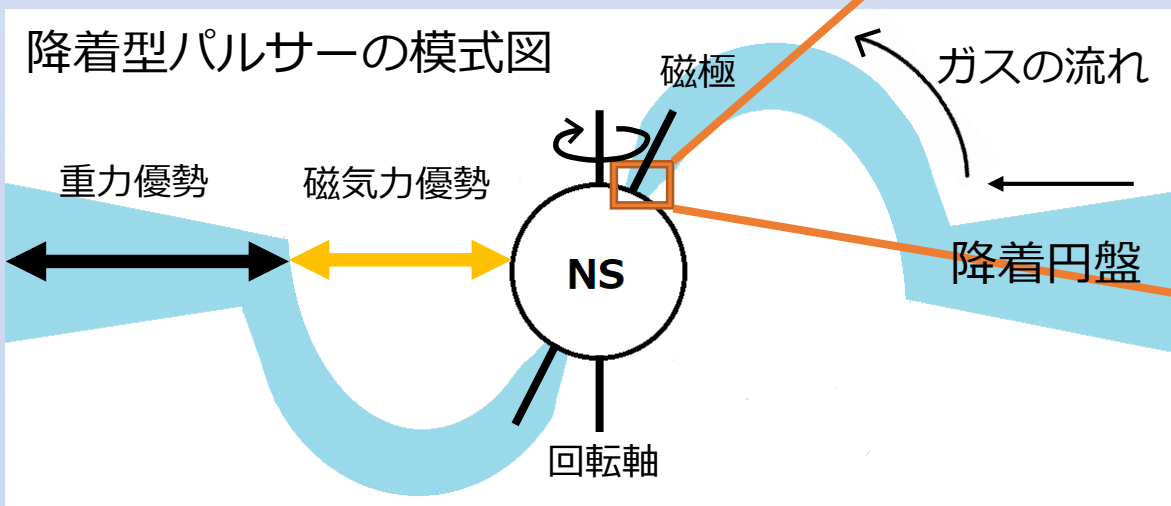 降着型パルサーの模式図
磁極
ガスの流れ
重力優勢
磁気力優勢
降着円盤
NS
回転軸